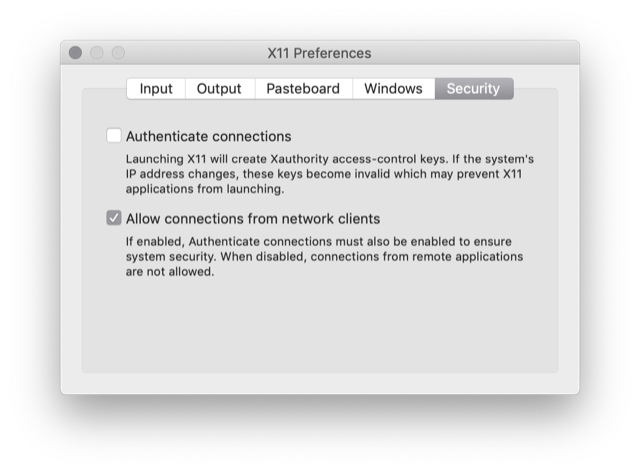 X11 Preferences
Input Output Pasteboard Windows Security
Authenticate connections
Launching X11 will create Xauthority access-control keys. If the system's
IP address changes, these keys become invalid which may prevent X11
applications from launching.
Allow connections from network clients
If enabled, Authenticate connections must also be enabled to ensure
system security. When disabled, connections from remote applications
are not allowed.